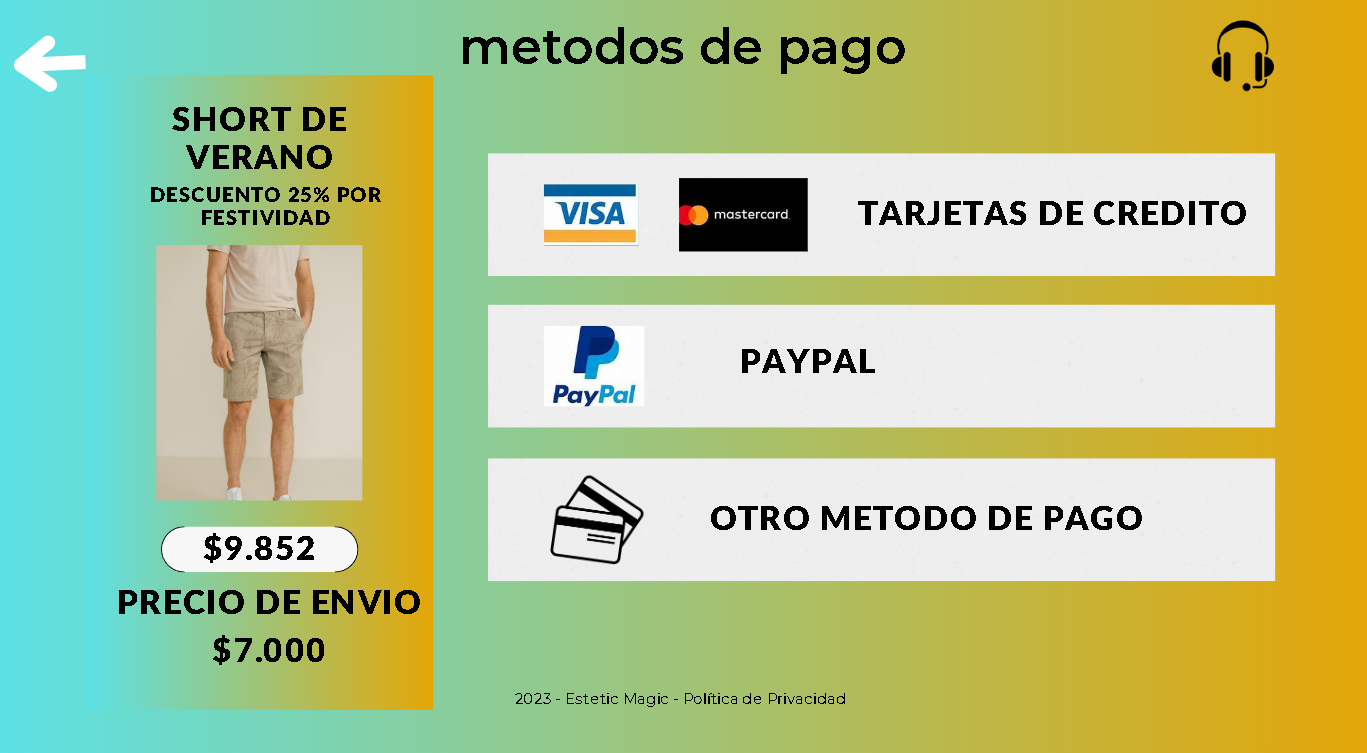 metodos de pago
SHORT DE
VERANO
DESCUENTO 25% POR
FESTIVIDAD
$9.852
PRECIO DE ENVIO
$7.000
VISA
mastercard
TARJETAS DE CREDITO
PayPal
PAYPAL
OTRO METODO DE PAGO
2023 - Estetic Magic - Política de Privacidad